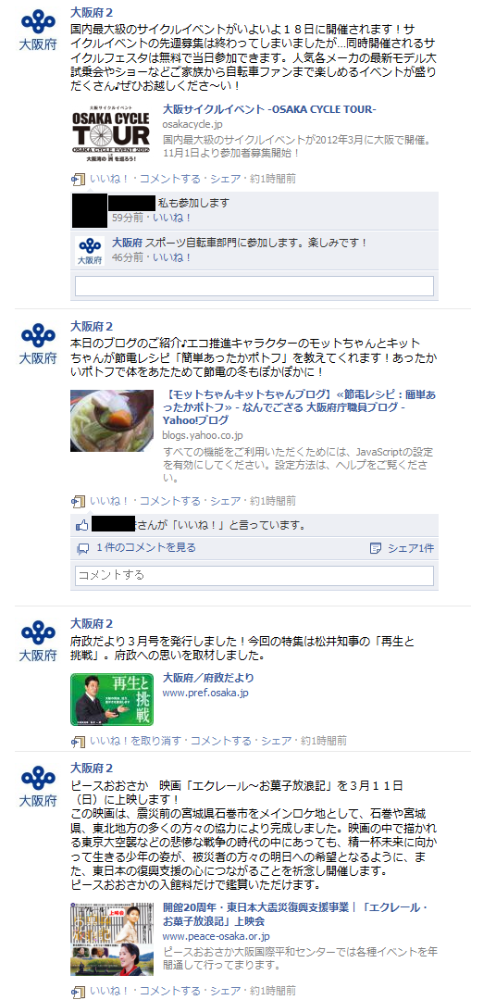 大阪府
大阪府２
国内最大級のサイクルイベントがいよいよ１８日に開催されます！サ
イクルイベントの先週募集は終わってしまいましたが…同時開催されるサ
イクルフェスタは無料で当日参加できます。人気各メーカの最新モデル大
試乗会やショーなどご家族から自転車ファンまで楽しめるイベントが盛り
だくさん♪ぜひお越しくださ～い！
大阪サイクルイベント
OSAKA CYCLE
TOUR
OSAKA CYCLE EVENT 2012
大阪湾の を巡ろう！
大阪サイクルイベント -OSAKA CYCLE TOUR-
osakacycle.jp
国内最大級のサイクルイベントが2012年3月に大阪で開催。
11月1日より参加者募集開始！
いいね！ · コメントする · シェア · 約1時間前
私も参加します
59分前 · いいね！
大阪府
大阪府 スポーツ自転車部門に参加します。楽しみです！
46分前 · いいね！
大阪府
大阪府２
本日のブログのご紹介♪エコ推進キャラクターのモットちゃんとキット
ちゃんが節電レシピ「簡単あったかポトフ」を教えてくれます！あったか
いポトフで体をあたためて節電の冬もぽかぽかに！
【モットちゃんキットちゃんブログ】≪節電レシピ：簡単あ
ったかポトフ≫ - なんでござる 大阪府庁職員ブログ -
Yahoo!ブログ
blogs.yahoo.co.jp
すべての機能をご利用いただくためには、JavaScriptの設定
を有効にしてください。設定方法は、ヘルプをご覧くださ
い。
いいね！ · コメントする · シェア · 約1時間前
さんが「いいね！」と言っています。
1 件のコメントを見る
シェア1件
コメントする
大阪府
大阪府２
府政だより３月号を発行しました！今回の特集は松井知事の「再生と
挑戦」。府政への思いを取材しました。
再生と
挑戦
大阪府／府政だより
www.pref.osaka.jp
いいね！を取り消す · コメントする · シェア · 約1時間前
大阪府
大阪府２
ピースおおさか　映画「エクレール～お菓子放浪記」を３月１１日
（日）に上映します！
この映画は、震災前の宮城県石巻市をメインロケ地として、石巻や宮城
県、東北地方の多くの方々の協力により完成しました。映画の中で描かれ
る東京大空襲などの悲惨な戦争の時代の中にあっても、精一杯未来に向か
って生きる少年の姿が、被災者の方々の明日への希望となるように、ま
た、東日本の復興支援の心につながることを祈念し開催します。
ピースおおさかの入館料だけで鑑賞いただけます。
上映会
お菓子
放浪記
開館20周年・東日本大震災復興支援事業｜「エクレール・
お菓子放浪記」上映会
www.peace-osaka.or.jp
ピースおおさか大阪国際平和センターでは各種イベントを年
間通して行ってまります。
いいね！ · コメントする · シェア · 約1時間前